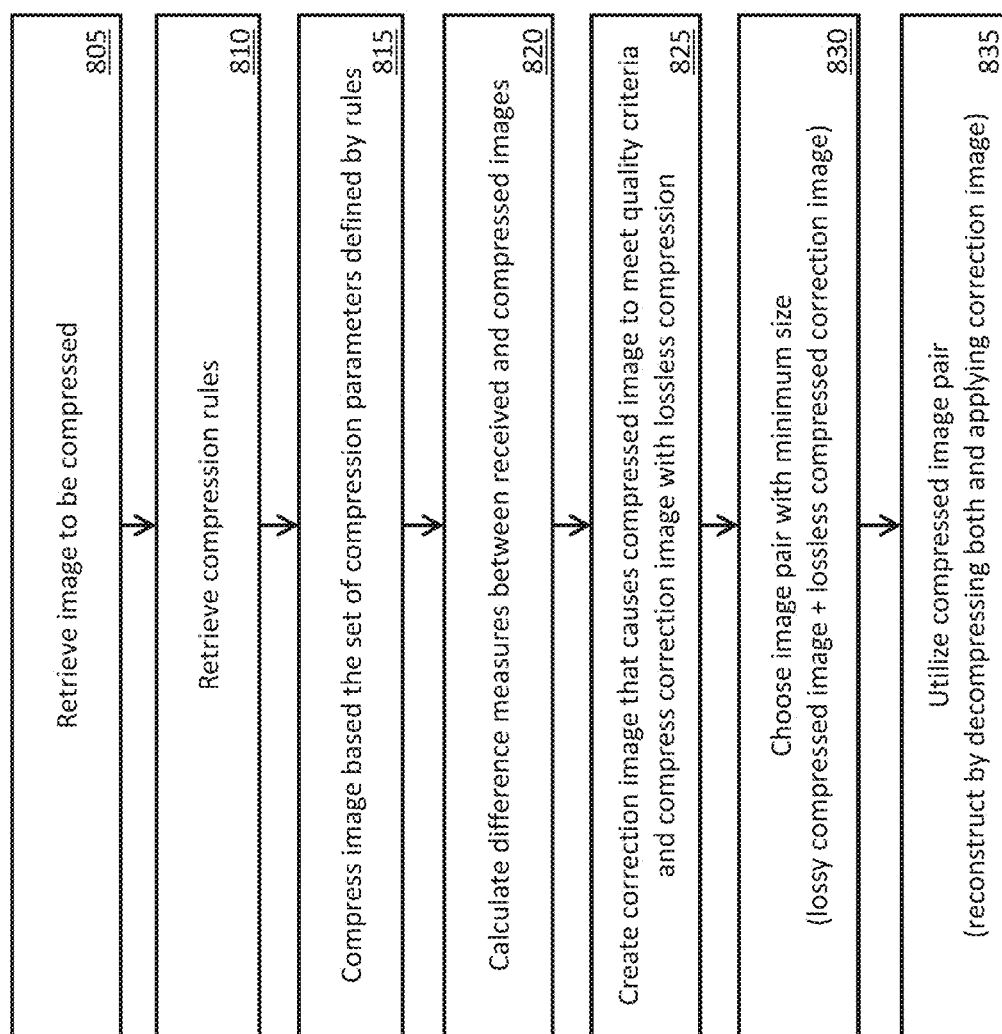 Retrieve image to be compressed
805
Retrieve compression rules
810
Compress image based the set of compression parameters defined by rules
815
Calculate difference measures between received and compressed images
820
Create correction image that causes compressed image to meet quality criteria
and compress correction image with lossless compression
825
Choose image pair with minimum size
(lossy compressed image + lossless compressed correction image)
830
Utilize compressed image pair
(reconstruct by decompressing both and applying correction image)
835